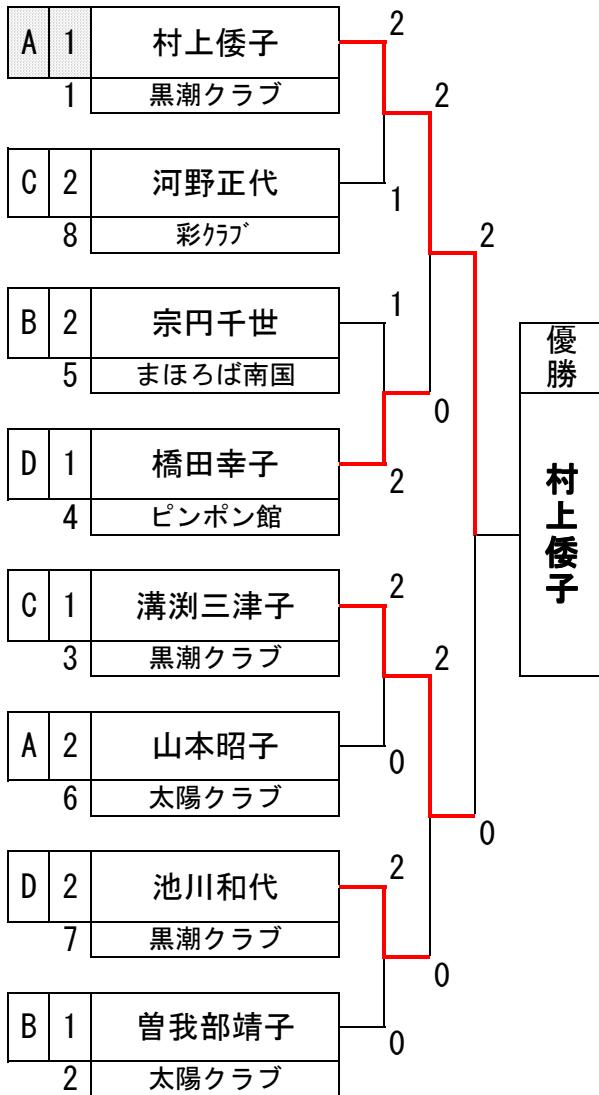 A 1 村上倭子 2
1 黒潮クラブ 2
C 2 河野正代 1
8 彩ｸﾗﾌﾞ 2
B 2 宗円千世 1
5 まほろば南国 0
D 1 橋田幸子 2
4 ピンポン館
C 1 溝渕三津子 2
3 黒潮クラブ 2
A 2 山本昭子 0
6 太陽クラブ 0
D 2 池川和代 2
7 黒潮クラブ 0
B 1 曽我部靖子 0
2 太陽クラブ
優勝
村上倭子